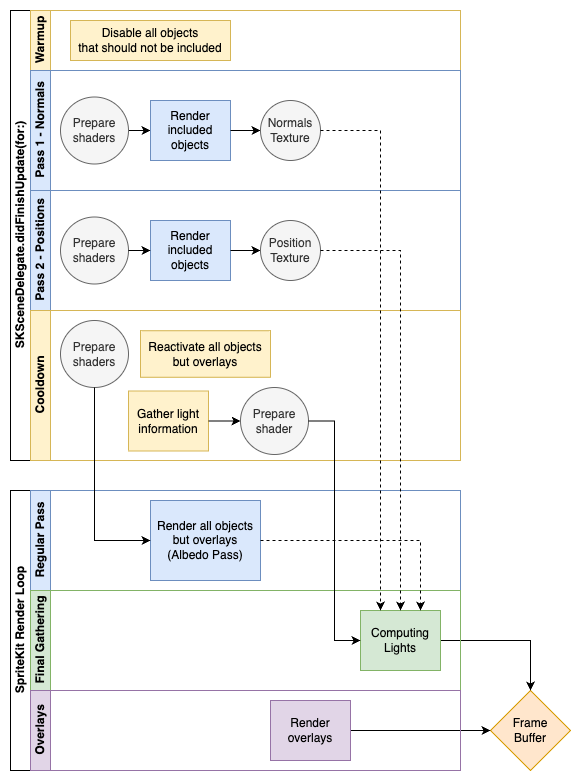 SKSceneDelegate.didFinishUpdate(for:)
Warmup
Disable all objects
that should not be included
Pass 1 - Normals
Prepare
shaders
Render
included
objects
Normals
Texture
Pass 2 - Positions
Prepare
shaders
Render
included
objects
Position
Texture
Cooldown
Prepare
shaders
Reactivate all objects
but overlays
Gather light
information
Prepare
shader
SpriteKit Render Loop
Regular Pass
Render all objects
but overlays
(Albedo Pass)
Final Gathering
Computing
Lights
Overlays
Render
overlays
Frame
Buffer